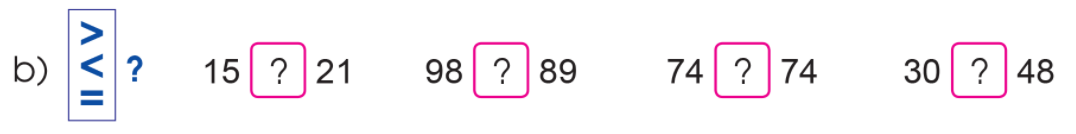 b) > < = ? 15 ? 21 98 ? 89 74 ? 74 30 ? 48